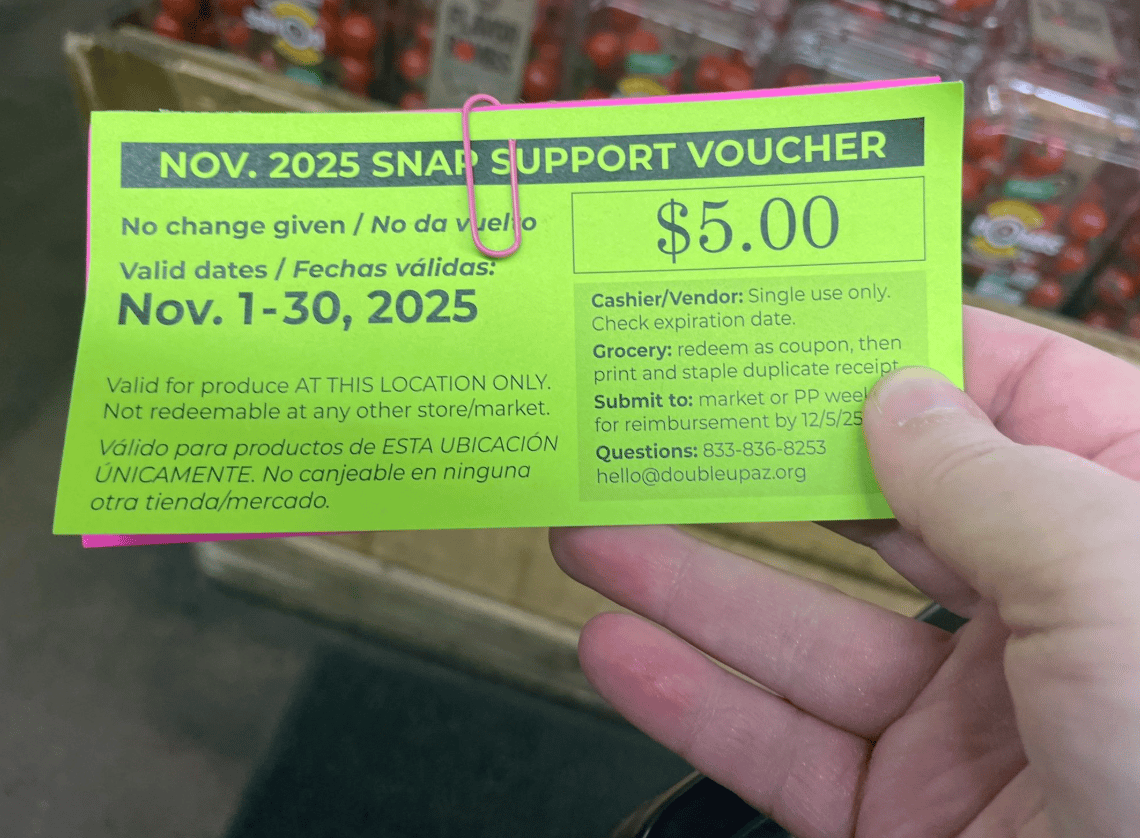 NOV. 2025 SNAP SUPPORT VOUCHER
No change given / No da vuelto
Valid dates / Fechas válidas:
Nov. 1-30, 2025
Valid for produce AT THIS LOCATION ONLY.
Not redeemable at any other store/market.
Válido para productos de ESTA UBICACIÓN
ÚNICAMENTE. No canjeable en ninguna
otra tienda/mercado.
$5.00
Cashier/Vendor: Single use only.
Check expiration date.
Grocery: redeem as coupon, then
print and staple duplicate receipt
Submit to: market or PP week
for reimbursement by 12/5/25
Questions: 833-836-8253
hello@doubleupaz.org
FLAVOR
BOMBS